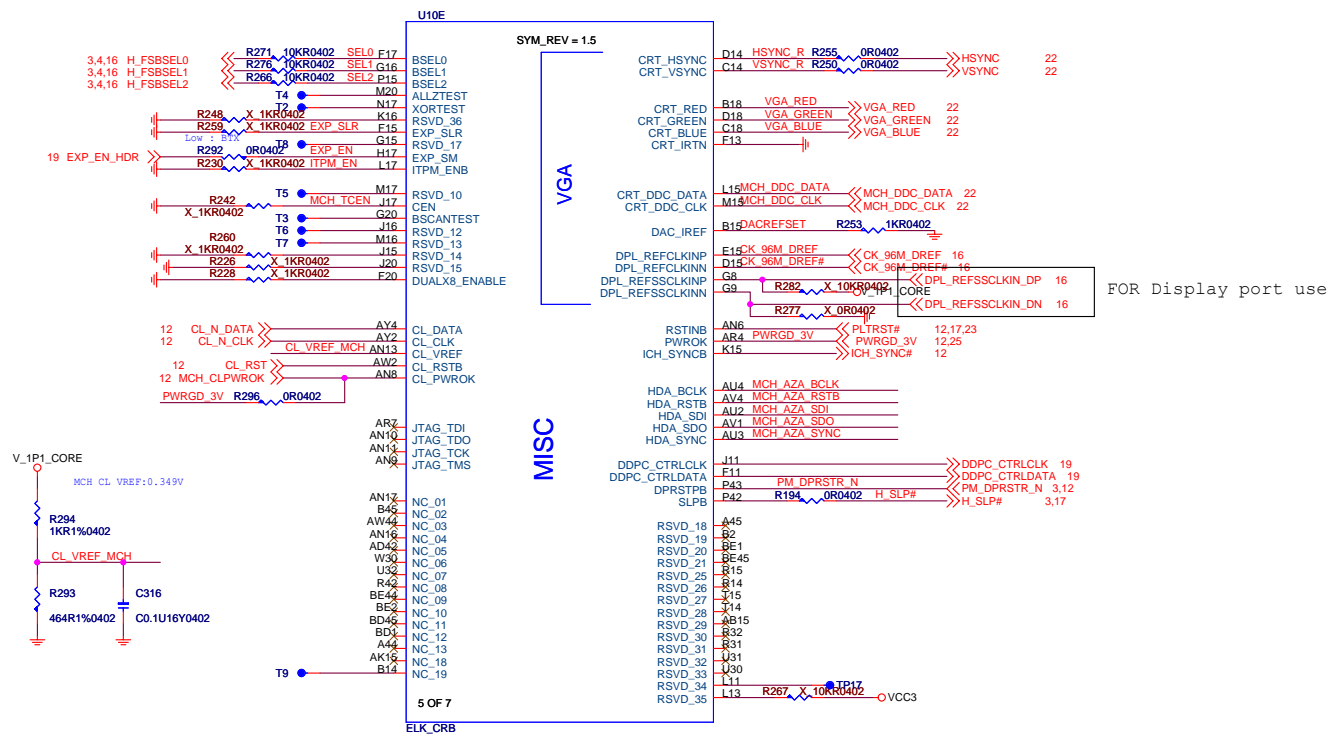 U10E
SYM_REV = 1.5
3,4,16 H_FSBSEL0 R271 10KR0402 SEL0 F17 BSEL0
3,4,16 H_FSBSEL1 R276 10KR0402 SEL1 G16 BSEL1
3,4,16 H_FSBSEL2 R266 10KR0402 SEL2 P15 BSEL2
T4 M20 ALLZTEST
T2 N17 XORTEST
R248 X_1KR0402 K16 RSVD_36
R259 X_1KR0402 EXP_SLR F15 EXP_SLR
Low : BTX
T8 G15 RSVD_17
19 EXP_EN_HDR R292 0R0402 EXP_EN H17 EXP_SM
R230 X_1KR0402 ITPM_EN L17 ITPM_ENB
T5 M17 RSVD_10
R242 X_1KR0402 MCH_TCEN J17 CEN
T3 G20 BSCANTEST
T6 J16 RSVD_12
T7 M16 RSVD_13
R260 X_1KR0402 J15 RSVD_14
R226 X_1KR0402 J20 RSVD_15
R228 X_1KR0402 F20 DUALX8_ENABLE
12 CL_N_DATA AY4 CL_DATA
12 CL_N_CLK AY2 CL_CLK
CL_VREF_MCH AN13 CL_VREF
12 CL_RST AW2 CL_RSTB
12 MCH_CLPWROK AN8 CL_PWROK
PWRGD_3V R296 0R0402
AR7 JTAG_TDI
AN10 JTAG_TDO
AN11 JTAG_TCK
AN9 JTAG_TMS
AN17 NC_01
B45 NC_02
AW44 NC_03
AN16 NC_04
AD42 NC_05
W30 NC_06
U32 NC_07
R42 NC_08
BE44 NC_09
BE2 NC_10
BD45 NC_11
BD1 NC_12
A44 NC_13
AK15 NC_18
T9 B14 NC_19
5 OF 7
ELK_CRB
VGA
MISC
V_1P1_CORE
MCH CL VREF:0.349V
R294
1KR1%0402
CL_VREF_MCH
R293
464R1%0402
C316
C0.1U16Y0402
CRT_HSYNC D14 HSYNC_R R255 0R0402 HSYNC 22
CRT_VSYNC C14 VSYNC_R R250 0R0402 VSYNC 22
CRT_RED B18 VGA_RED VGA_RED 22
CRT_GREEN D18 VGA_GREEN VGA_GREEN 22
CRT_BLUE C18 VGA_BLUE VGA_BLUE 22
CRT_IRTN F13
CRT_DDC_DATA L15 MCH_DDC_DATA MCH_DDC_DATA 22
CRT_DDC_CLK M15 MCH_DDC_CLK MCH_DDC_CLK 22
DAC_IREF B15 DACREFSET R253 1KR0402
DPL_REFCLKINP E15 CK_96M_DREF CK_96M_DREF 16
DPL_REFCLKINN D15 CK_96M_DREF# CK_96M_DREF# 16
DPL_REFSSCLKINP G8 DPL_REFSSCLKIN_DP 16
R282 X_10KR0402 V_1P1_CORE
DPL_REFSSCLKINN G9 DPL_REFSSCLKIN_DN 16
R277 X_0R0402
FOR Display port use
RSTINB AN6 PLTRST# 12,17,23
PWROK AR4 PWRGD_3V PWRGD_3V 12,25
ICH_SYNCB K15 ICH_SYNC# 12
HDA_BCLK AU4 MCH_AZA_BCLK
HDA_RSTB AV4 MCH_AZA_RSTB
HDA_SDI AU2 MCH_AZA_SDI
HDA_SDO AV1 MCH_AZA_SDO
HDA_SYNC AU3 MCH_AZA_SYNC
DDPC_CTRLCLK J11 DDPC_CTRLCLK 19
DDPC_CTRLDATA F11 DDPC_CTRLDATA 19
DPRSTPB P43 PM_DPRSTR_N PM_DPRSTR_N 3,12
SLPB P42 R194 0R0402 H_SLP# H_SLP# 3,17
RSVD_18 A45
RSVD_19 B2
RSVD_20 BE1
RSVD_21 BE45
RSVD_25 R15
RSVD_26 R14
RSVD_27 T15
RSVD_28 T14
RSVD_29 AB15
RSVD_30 R32
RSVD_31 R31
RSVD_32 U31
RSVD_33 U30
RSVD_34 L11 TP17
RSVD_35 L13 R267 X_10KR0402 VCC3